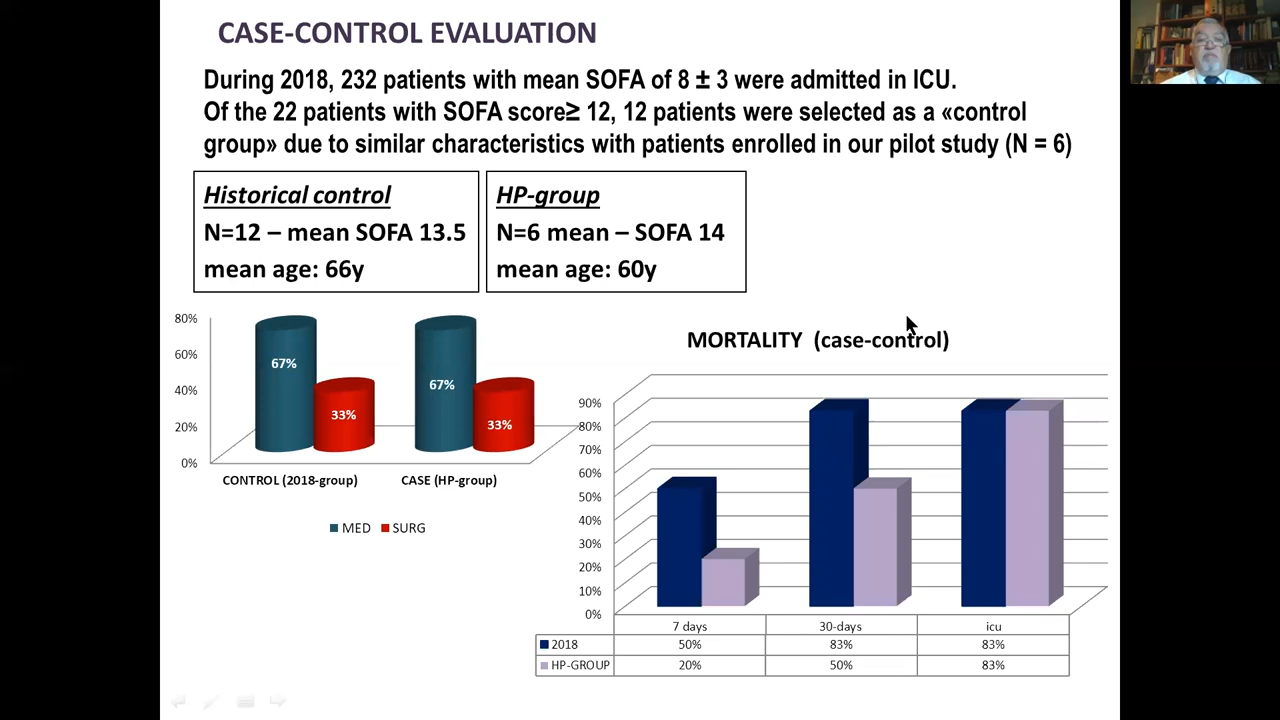 CASE-CONTROL EVALUATION
During 2018, 232 patients with mean SOFA of 8 ± 3 were admitted in ICU.
Of the 22 patients with SOFA score≥ 12, 12 patients were selected as a «control
group» due to similar characteristics with patients enrolled in our pilot study (N = 6)
Historical control
N=12 – mean SOFA 13.5
mean age: 66y
HP-group
N=6 mean – SOFA 14
mean age: 60y
80%
60%
40%
20%
0%
67%
33%
67%
33%
CONTROL (2018-group)
CASE (HP-group)
MED SURG
MORTALITY (case-control)
90%
80%
70%
60%
50%
40%
30%
20%
10%
0%
7 days 30-days icu
2018 50% 83% 83%
HP-GROUP 20% 50% 83%